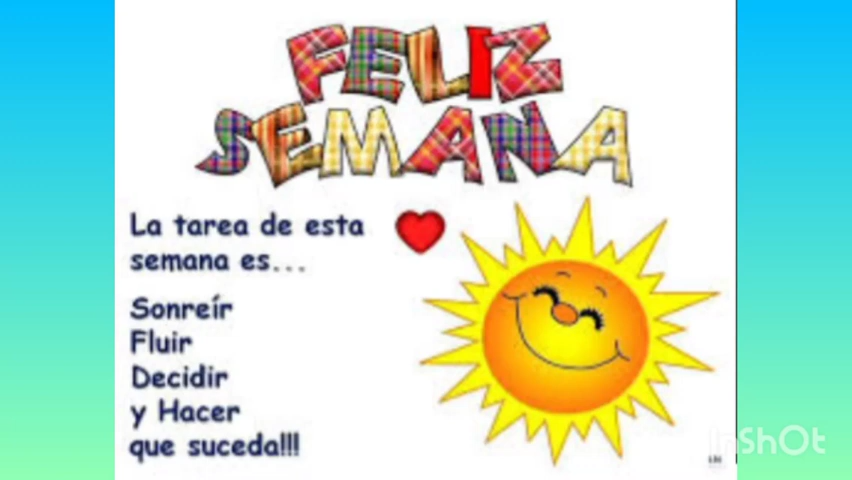 FELIZ
SEMANA
La tarea de esta
semana es...
Sonreír
Fluir
Decidir
y Hacer
que suceda!!!
InShOt